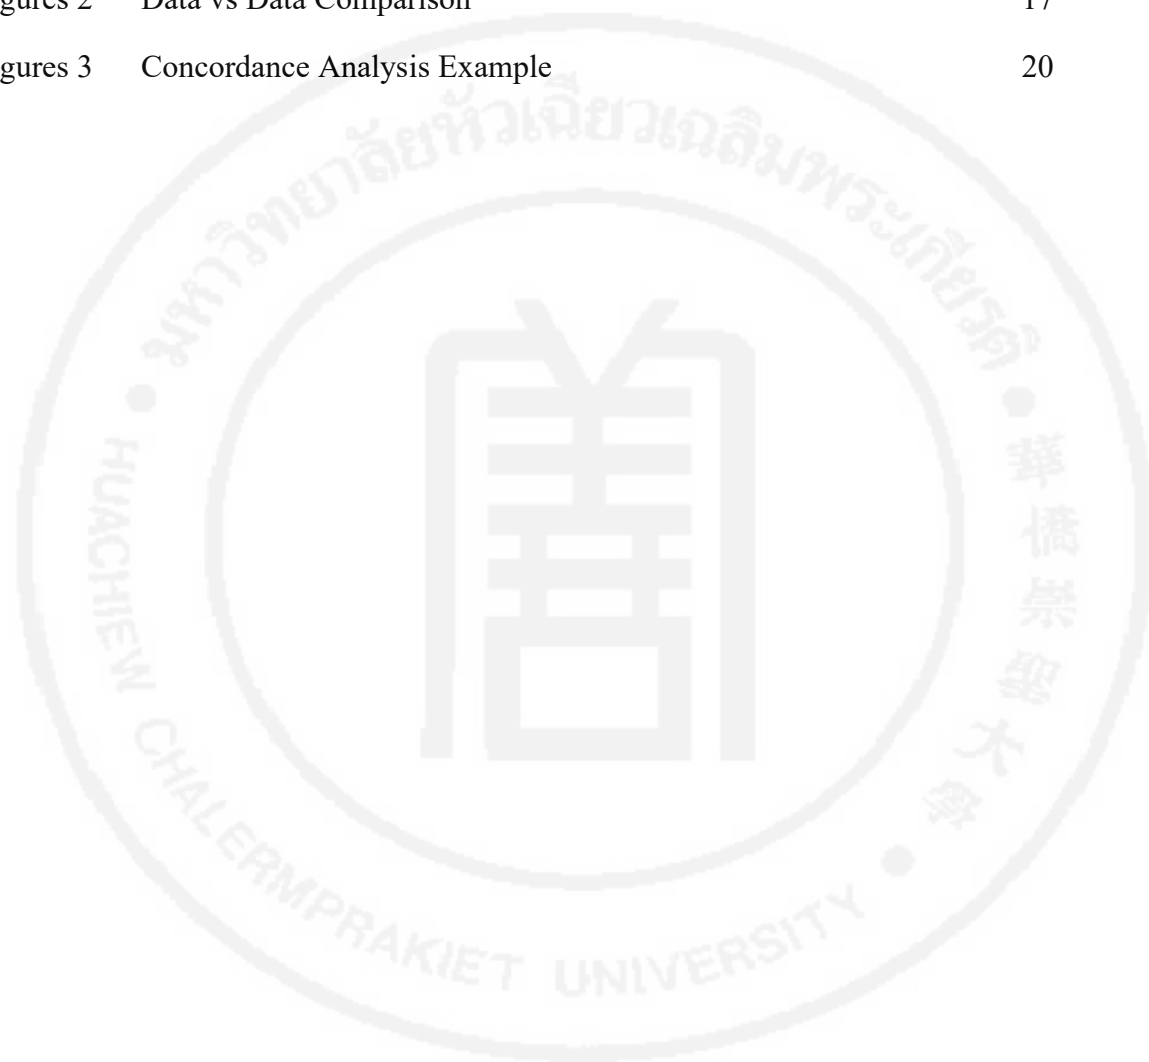 gures 2 Data vs Data Comparison 17
gures 3 Concordance Analysis Example 20
มหาวิทยาลัยหัวเฉียวเฉลิมพระเกียรติ
華僑崇聖大學
HUACHIEW CHALERMPRAKIET UNIVERSITY